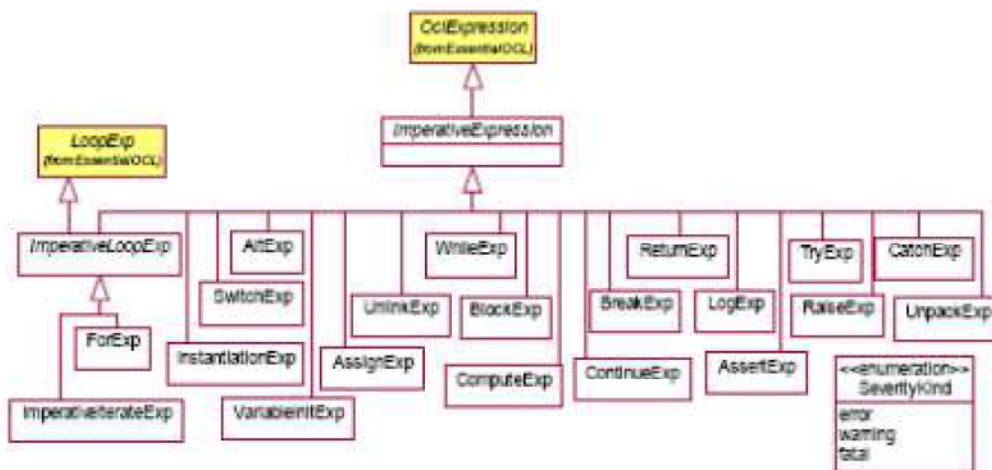 OclExpression
(from EssentialOCL)
ImperativeExpression
LoopExp
(from EssentialOCL)
ImperativeLoopExp
AltExp
WhileExp
ReturnExp
TryExp
CatchExp
SwitchExp
UnlinkExp
BlockExp
BreakExp
LogExp
RaiseExp
UnpackExp
ForExp
InstantiationExp
AssignExp
ComputeExp
ContinueExp
AssertExp
ImperativeIterateExp
VariableInitExp
<<enumeration>>
SeverityKind
error
warning
fatal